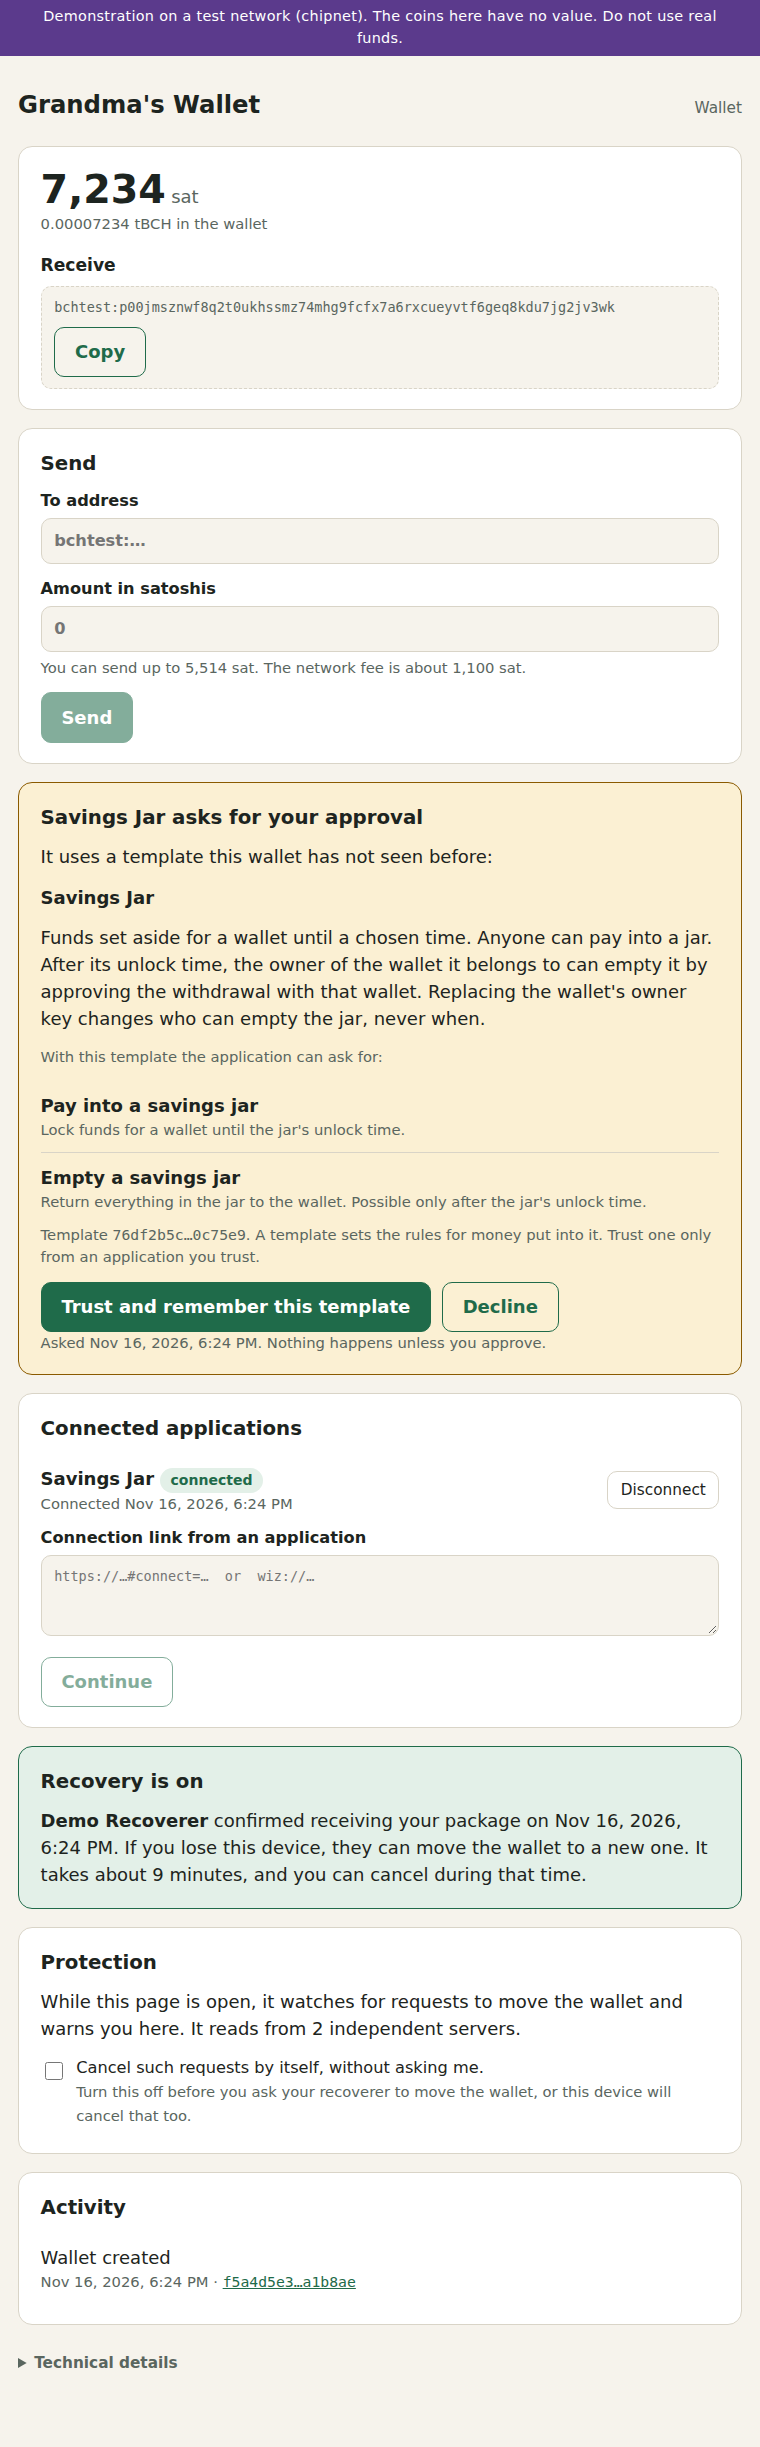 Demonstration on a test network (chipnet). The coins here have no value. Do not use real
funds.
Grandma's Wallet
Wallet
7,234 sat
0.00007234 tBCH in the wallet
Receive
bchtest:p00jmsznwf8q2t0ukhssmz74mhg9fcfx7a6rxcueyvtf6geq8kdu7jg2jv3wk
Copy
Send
To address
bchtest:…
Amount in satoshis
0
You can send up to 5,514 sat. The network fee is about 1,100 sat.
Send
Savings Jar asks for your approval
It uses a template this wallet has not seen before:
Savings Jar
Funds set aside for a wallet until a chosen time. Anyone can pay into a jar.
After its unlock time, the owner of the wallet it belongs to can empty it by
approving the withdrawal with that wallet. Replacing the wallet's owner
key changes who can empty the jar, never when.
With this template the application can ask for:
Pay into a savings jar
Lock funds for a wallet until the jar's unlock time.
Empty a savings jar
Return everything in the jar to the wallet. Possible only after the jar's unlock time.
Template 76df2b5c…0c75e9. A template sets the rules for money put into it. Trust one only
from an application you trust.
Trust and remember this template
Decline
Asked Nov 16, 2026, 6:24 PM. Nothing happens unless you approve.
Connected applications
Savings Jar connected
Connected Nov 16, 2026, 6:24 PM
Disconnect
Connection link from an application
https://…#connect=…  or  wiz://…
Continue
Recovery is on
Demo Recoverer confirmed receiving your package on Nov 16, 2026,
6:24 PM. If you lose this device, they can move the wallet to a new one. It
takes about 9 minutes, and you can cancel during that time.
Protection
While this page is open, it watches for requests to move the wallet and
warns you here. It reads from 2 independent servers.
Cancel such requests by itself, without asking me.
Turn this off before you ask your recoverer to move the wallet, or this device will
cancel that too.
Activity
Wallet created
Nov 16, 2026, 6:24 PM · f5a4d5e3…a1b8ae
Technical details